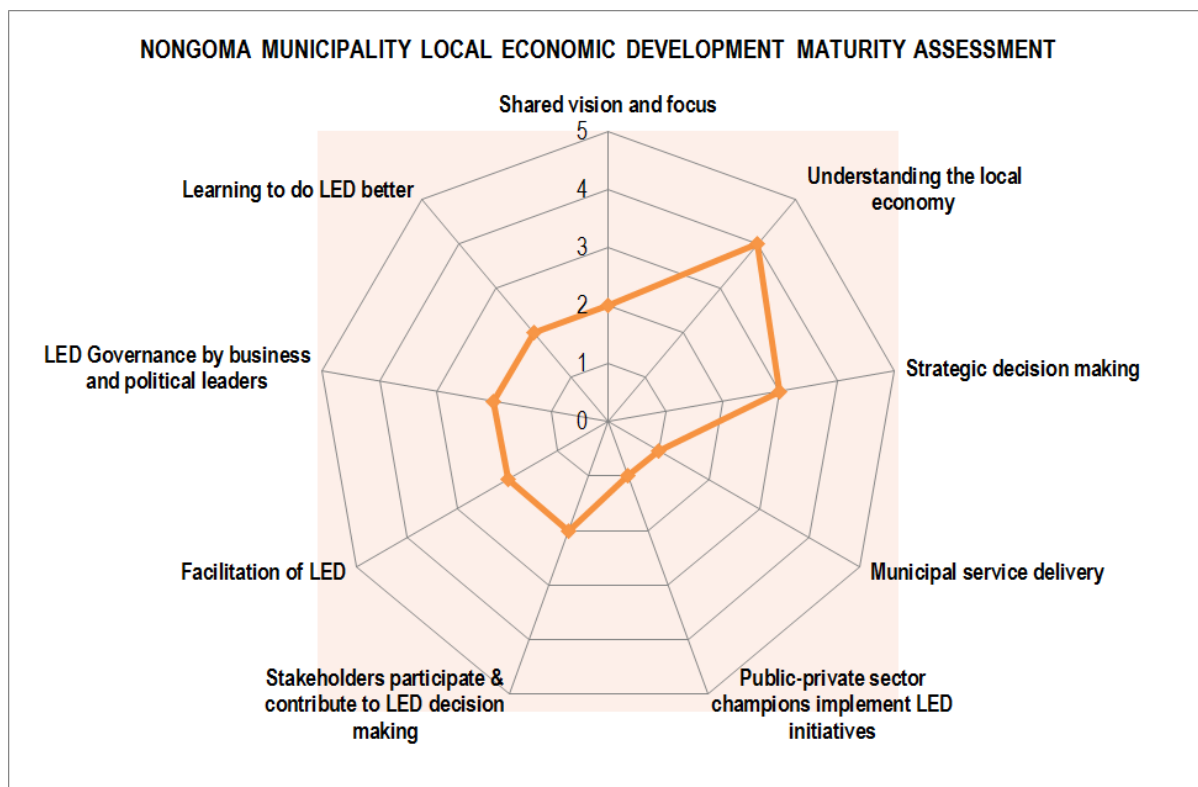 NONGOMA MUNICIPALITY LOCAL ECONOMIC DEVELOPMENT MATURITY ASSESSMENT
Shared vision and focus
5
4
3
2
1
0
Understanding the local
economy
Strategic decision making
Municipal service delivery
Public-private sector
champions implement LED
initiatives
Stakeholders participate &
contribute to LED decision
making
Facilitation of LED
LED Governance by business
and political leaders
Learning to do LED better